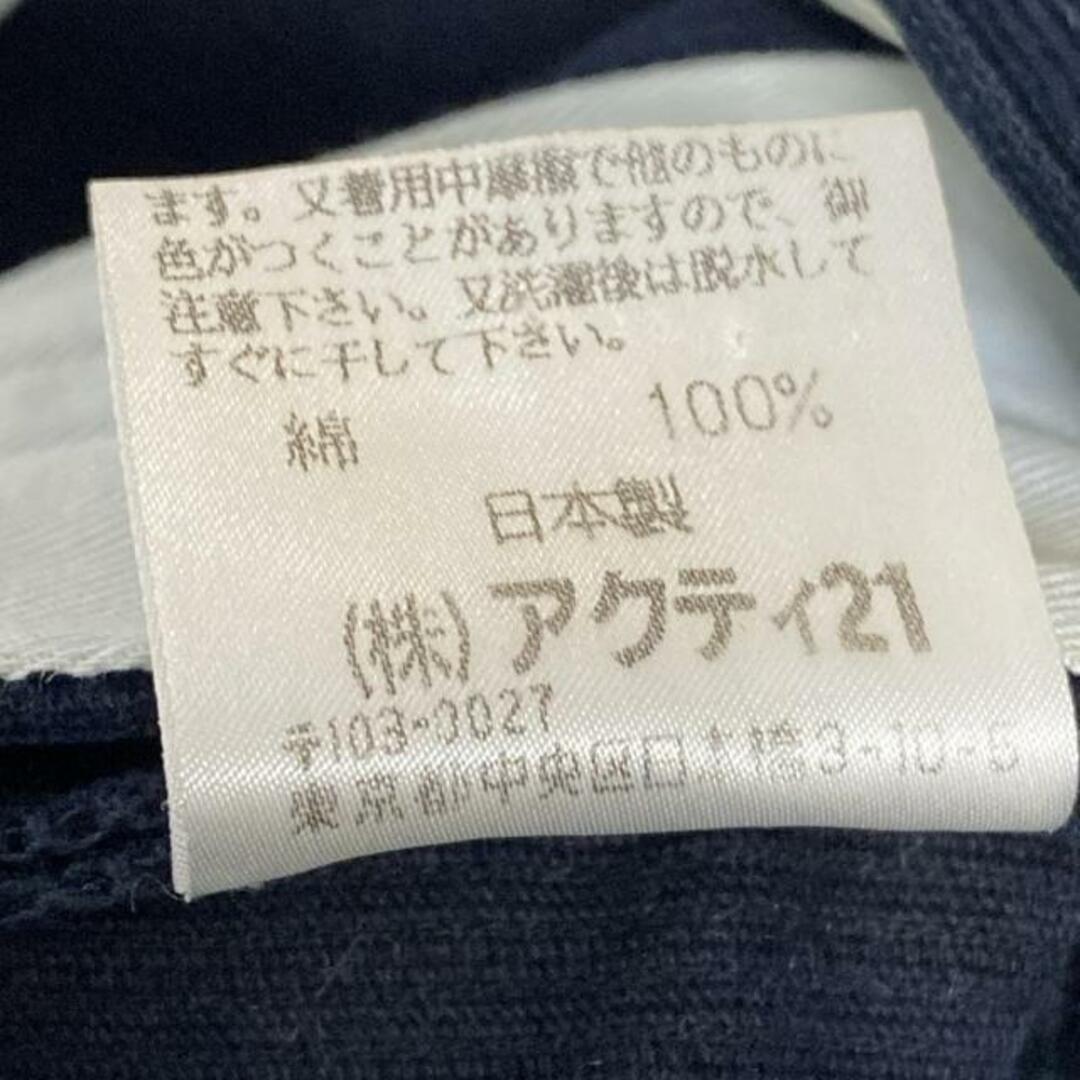 ます。又着用中摩擦で他のものに
色がつくことがありますので、御
注意下さい。又洗濯後は脱水して
すぐに干して下さい。
綿 100%
日本製
(株)アクティ21
〒103-0027
東京都中央区日本橋3-10-5